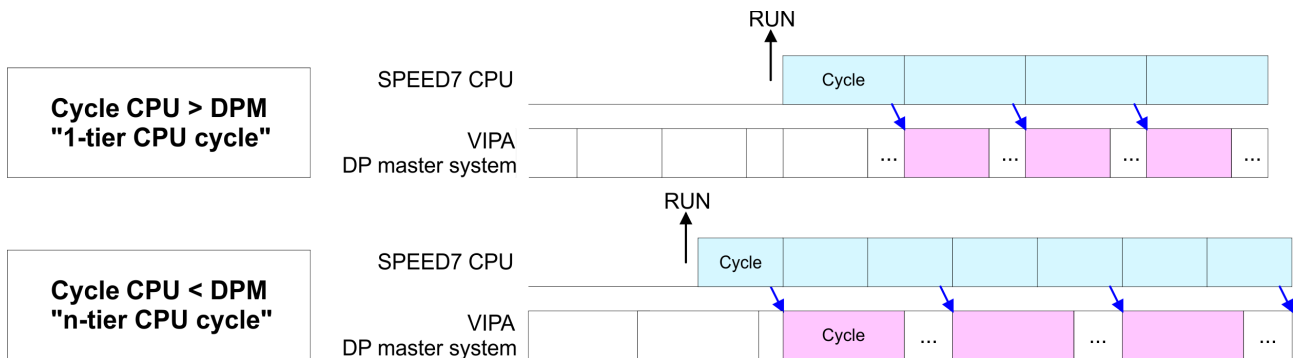 RUN
SPEED7 CPU
Cycle
Cycle CPU > DPM
"1-tier CPU cycle"
VIPA
DP master system
... ... ... ...
RUN
SPEED7 CPU
Cycle
Cycle CPU < DPM
"n-tier CPU cycle"
VIPA
DP master system
Cycle ... ... ...